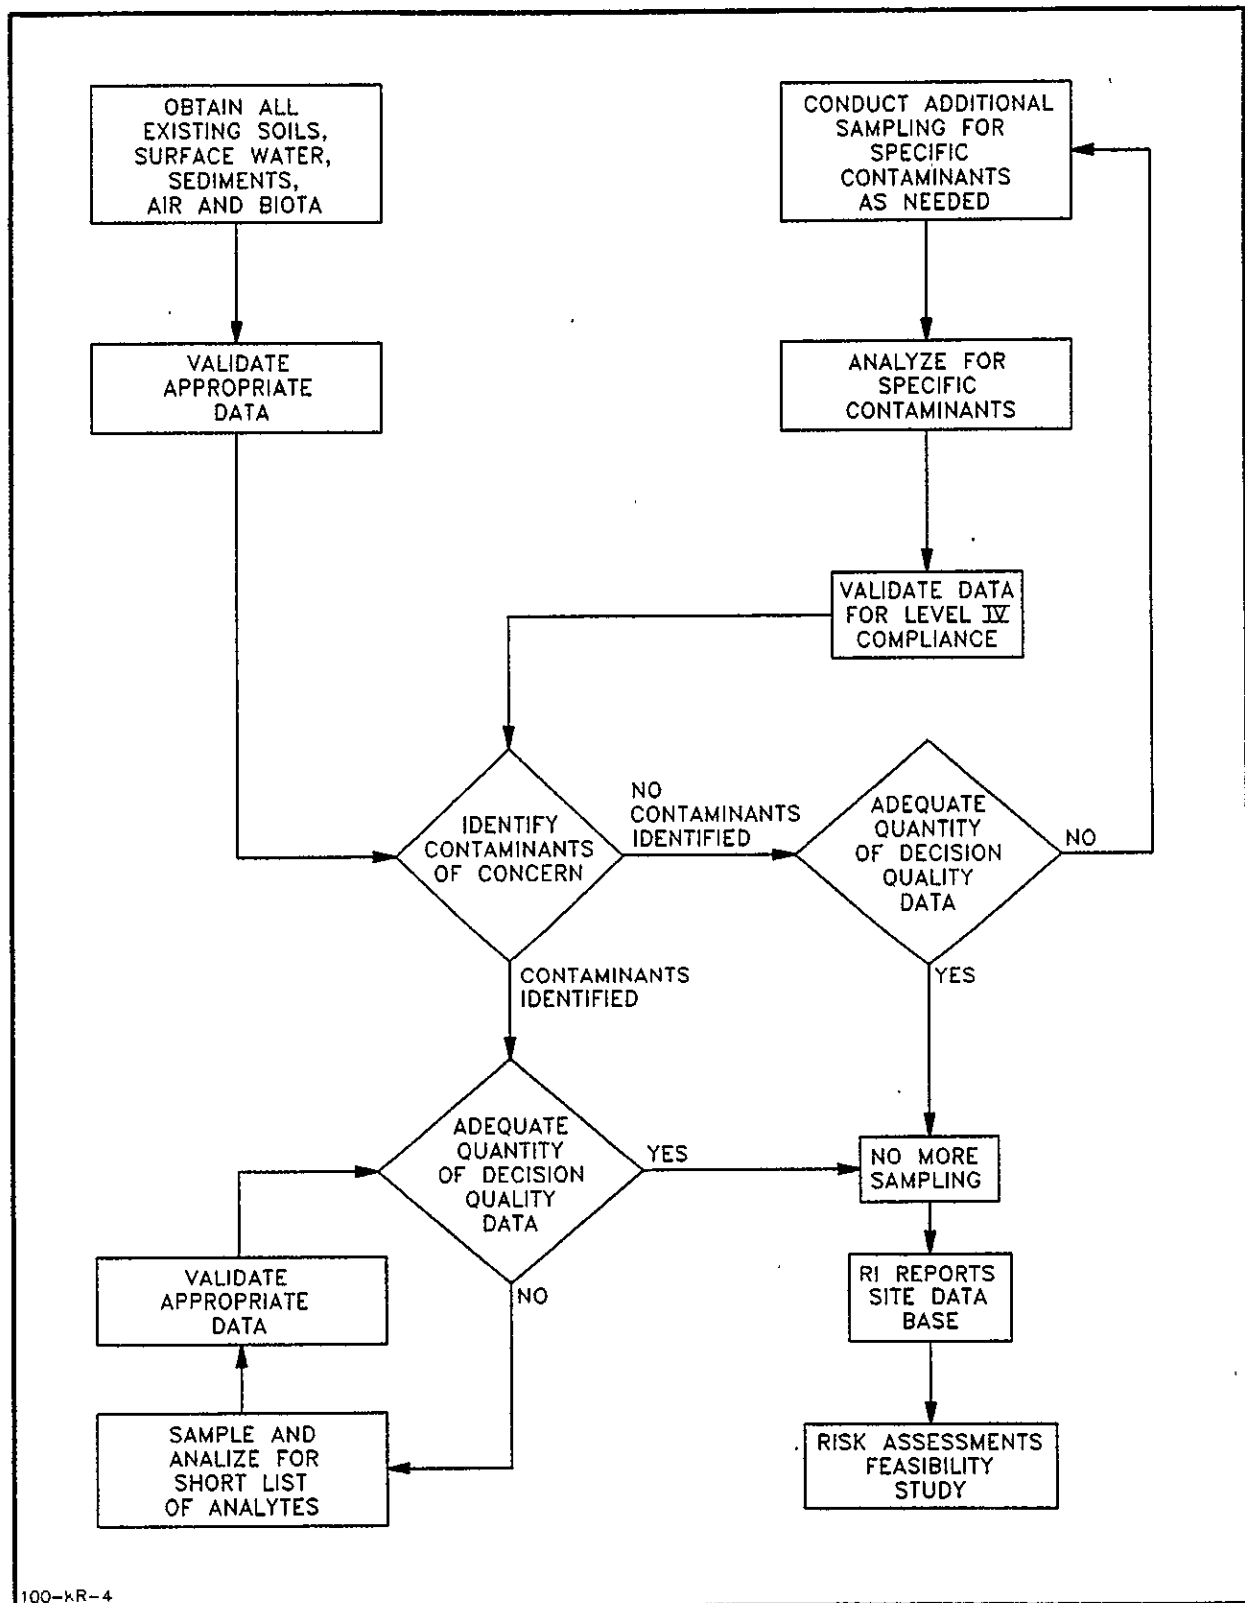 OBTAIN ALL
EXISTING SOILS,
SURFACE WATER,
SEDIMENTS,
AIR AND BIOTA
CONDUCT ADDITIONAL
SAMPLING FOR
SPECIFIC
CONTAMINANTS
AS NEEDED
VALIDATE
APPROPRIATE
DATA
ANALYZE FOR
SPECIFIC
CONTAMINANTS
VALIDATE DATA
FOR LEVEL IV
COMPLIANCE
IDENTIFY
CONTAMINANTS
OF CONCERN
NO
CONTAMINANTS
IDENTIFIED
ADEQUATE
QUANTITY
OF DECISION
QUALITY
DATA
NO
YES
CONTAMINANTS
IDENTIFIED
ADEQUATE
QUANTITY
OF DECISION
QUALITY
DATA
YES
NO
NO MORE
SAMPLING
VALIDATE
APPROPRIATE
DATA
RI REPORTS
SITE DATA
BASE
SAMPLE AND
ANALIZE FOR
SHORT LIST
OF ANALYTES
RISK ASSESSMENTS
FEASIBILITY
STUDY
100-KR-4